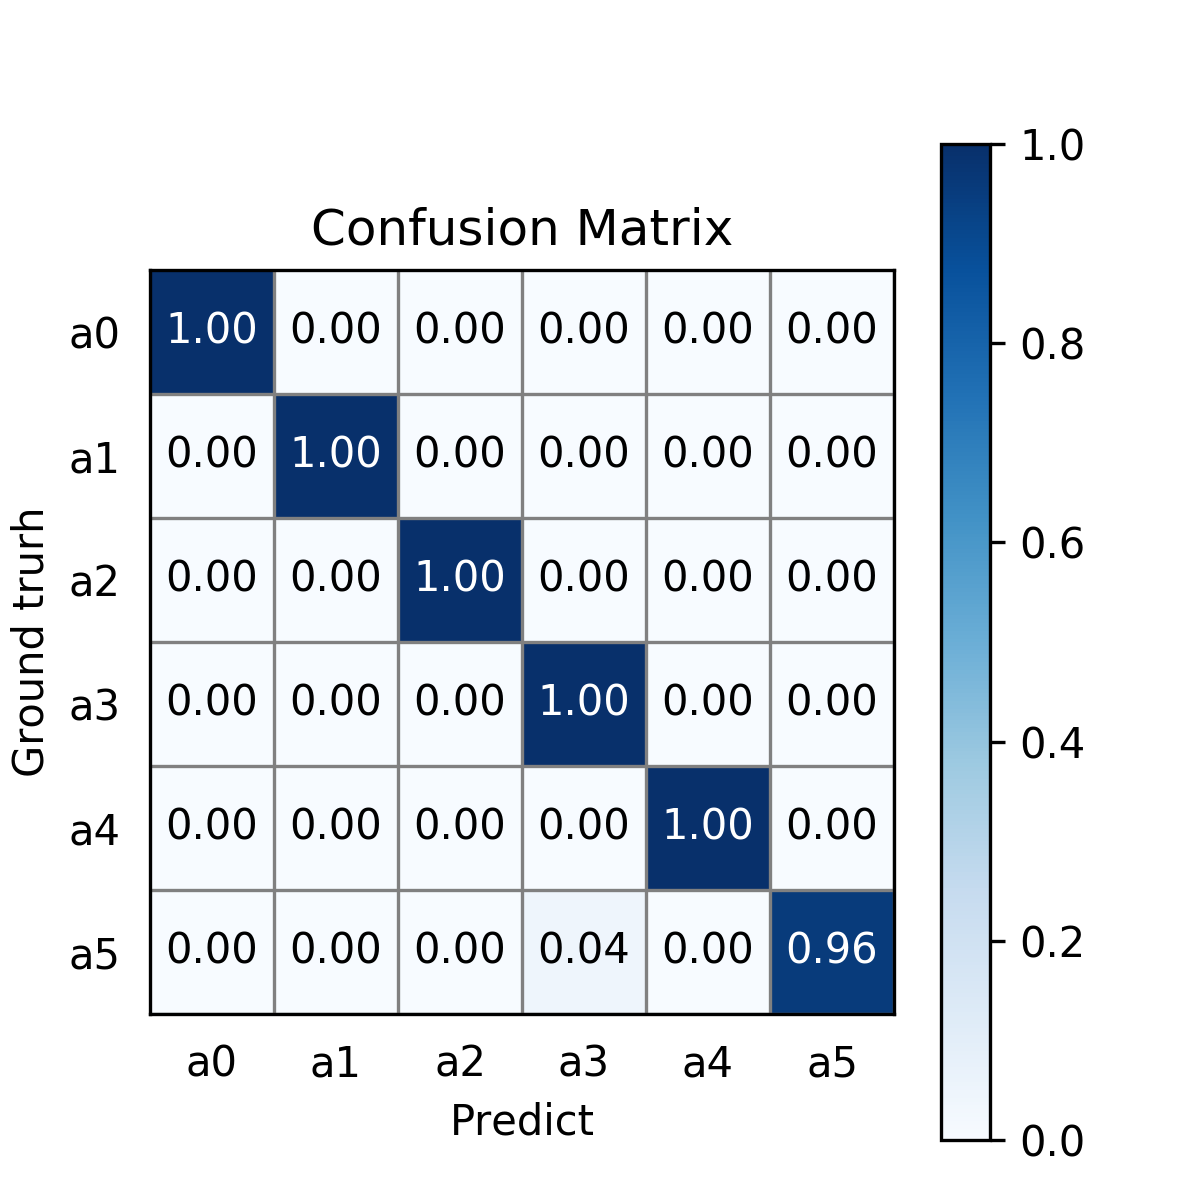 Confusion Matrix
a0 1.00 0.00 0.00 0.00 0.00 0.00
a1 0.00 1.00 0.00 0.00 0.00 0.00
a2 0.00 0.00 1.00 0.00 0.00 0.00
a3 0.00 0.00 0.00 1.00 0.00 0.00
a4 0.00 0.00 0.00 0.00 1.00 0.00
a5 0.00 0.00 0.00 0.04 0.00 0.96
a0 a1 a2 a3 a4 a5
Predict
Ground trurh
1.0
0.8
0.6
0.4
0.2
0.0